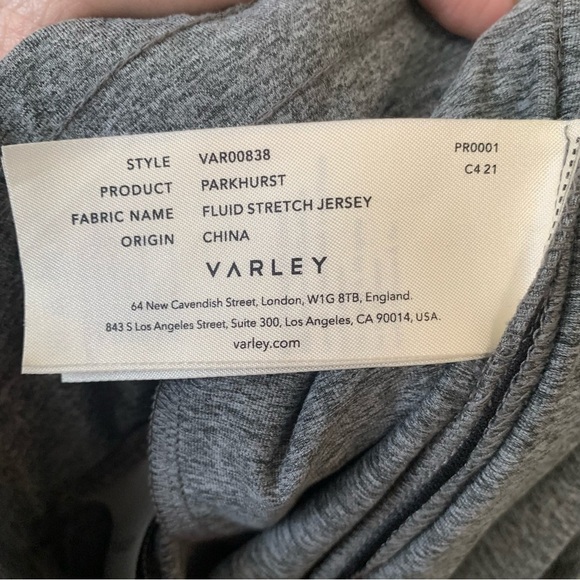 STYLE VAR00838
PRODUCT PARKHURST
FABRIC NAME FLUID STRETCH JERSEY
ORIGIN CHINA
PR0001
C4 21
VARLEY
64 New Cavendish Street, London, W1G 8TB, England.
843 S Los Angeles Street, Suite 300, Los Angeles, CA 90014, USA.
varley.com